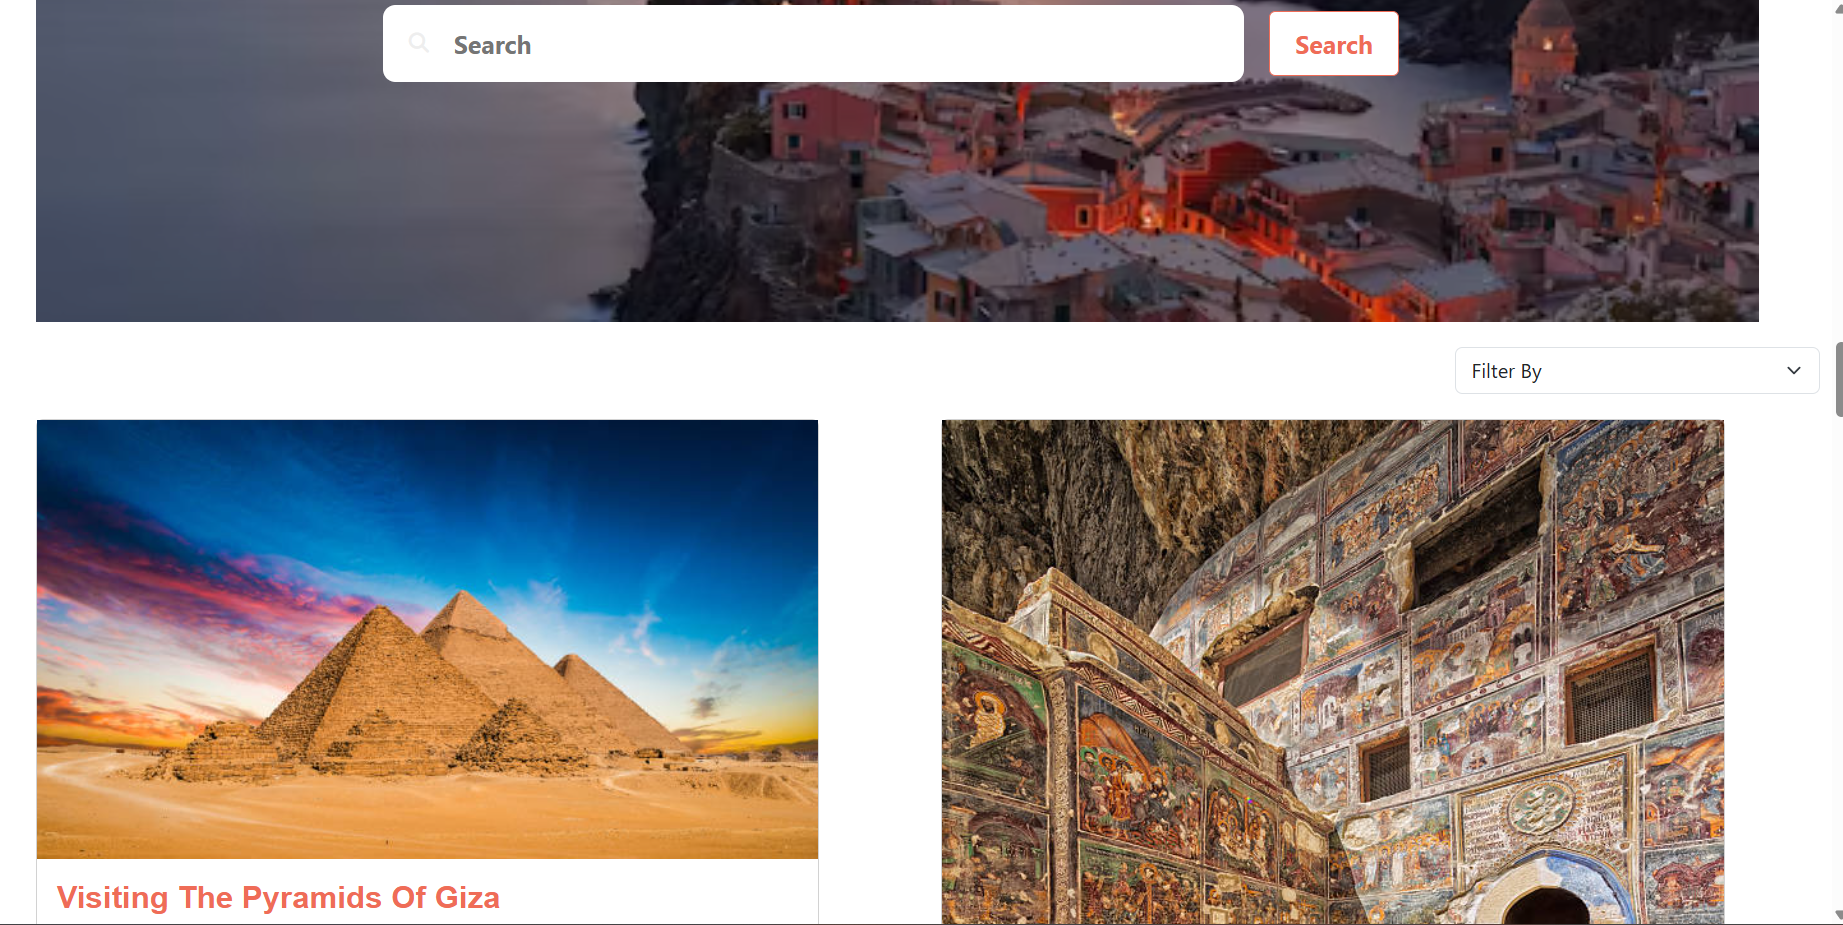 Search
Search
Filter By
Visiting The Pyramids Of Giza